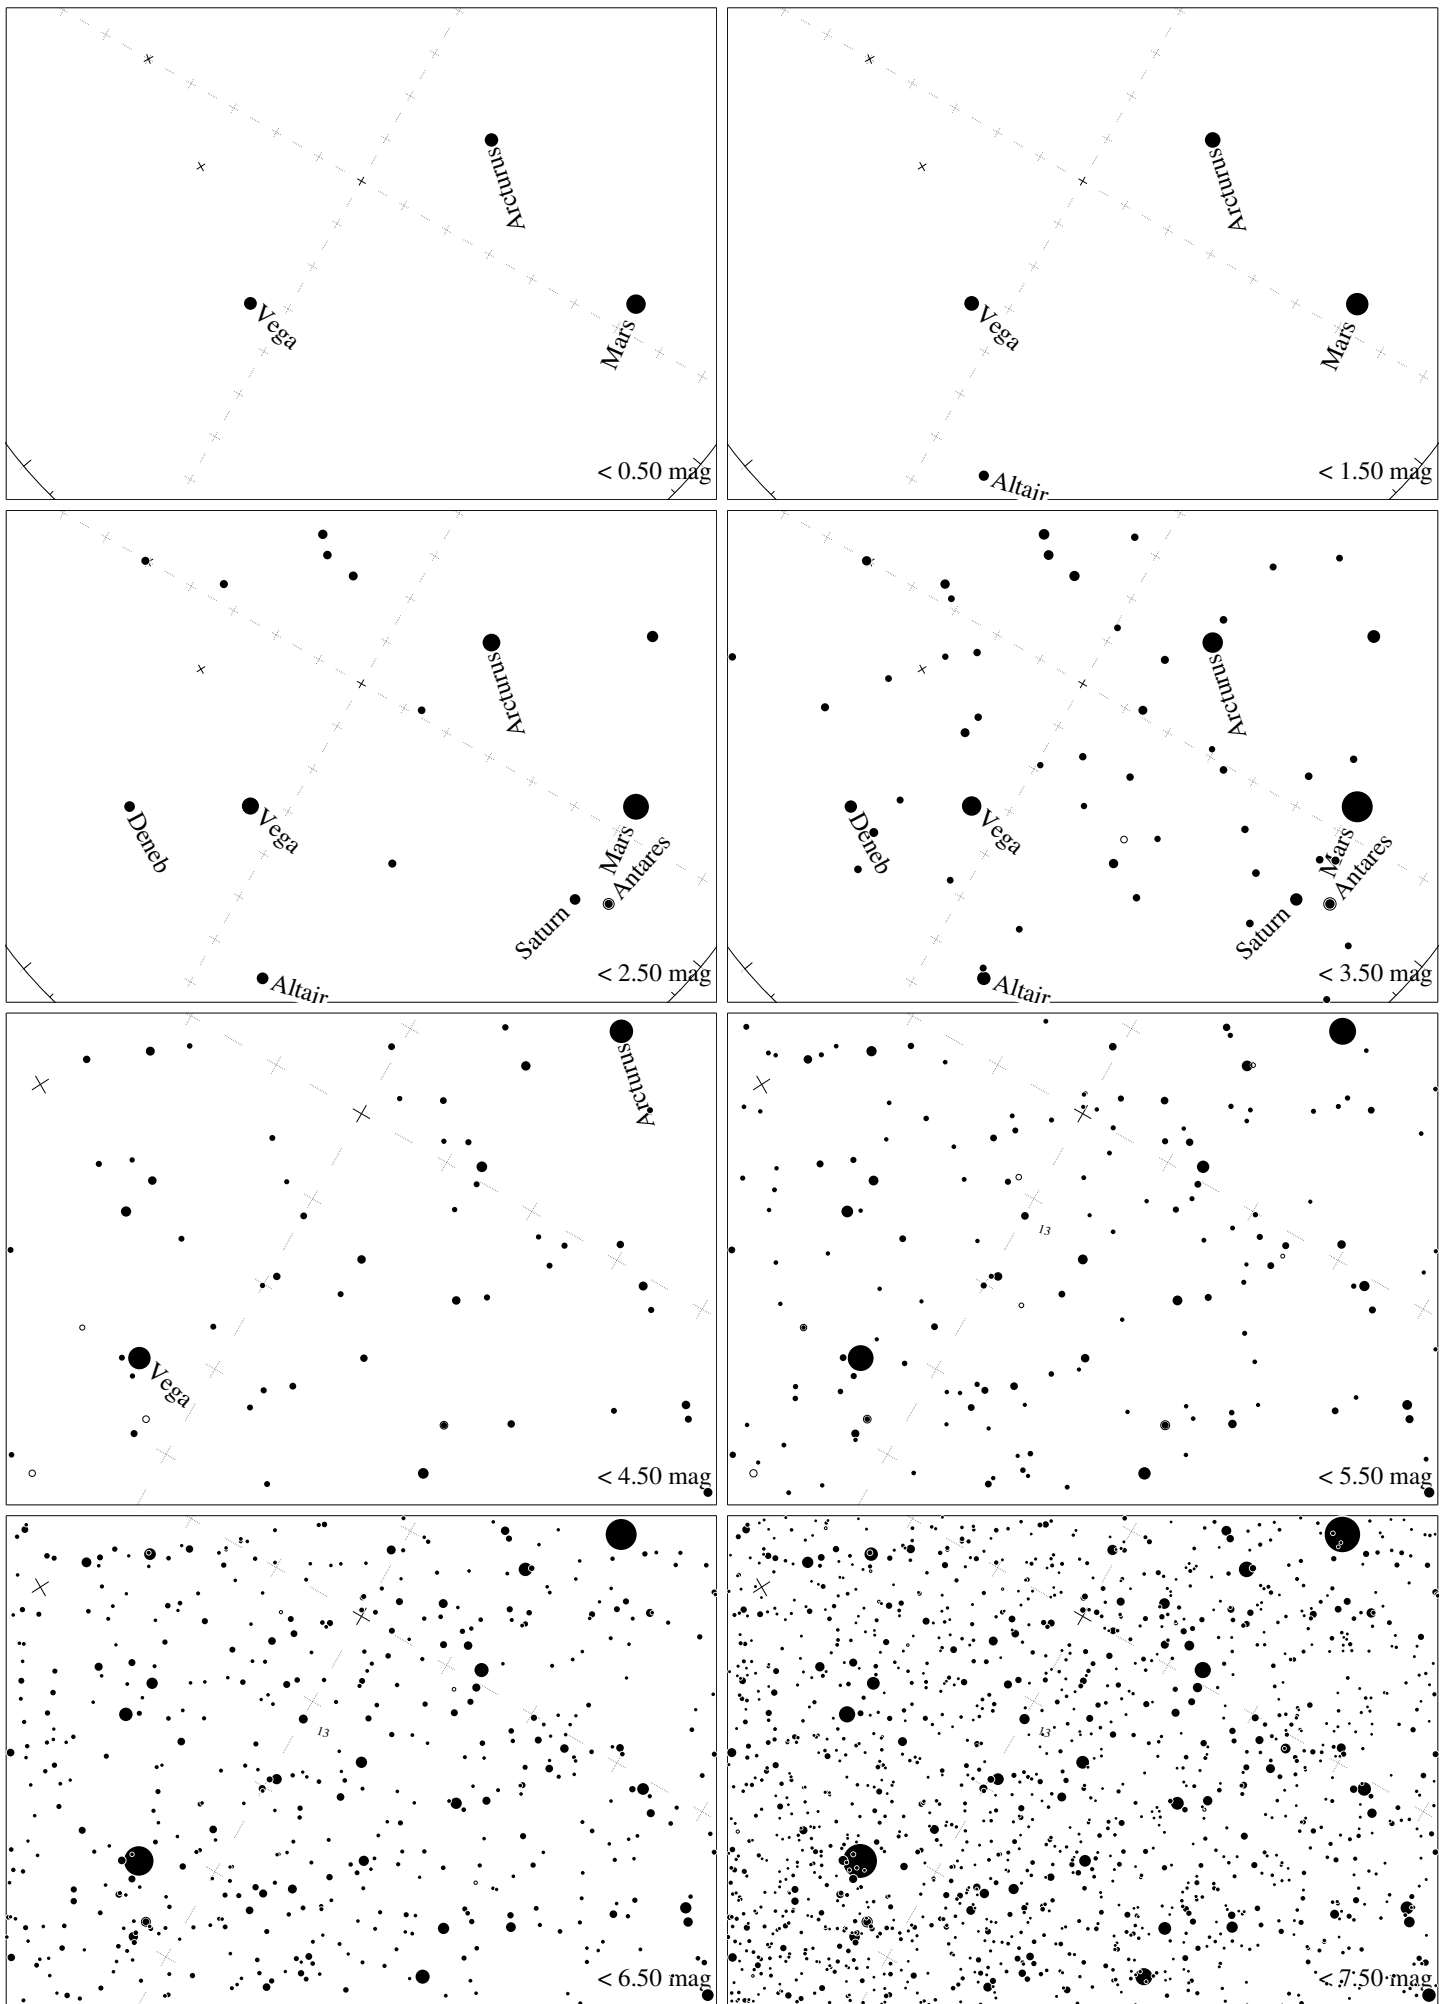 Arcturus
Vega
Mars
< 0.50 mag
Arcturus
Vega
Mars
Altair
< 1.50 mag
Arcturus
Deneb
Vega
Mars
Antares
Saturn
Altair
< 2.50 mag
Arcturus
Deneb
Vega
Mars
Antares
Saturn
Altair
< 3.50 mag
Arcturus
Vega
< 4.50 mag
13
< 5.50 mag
13
< 6.50 mag
13
< 7.50 mag